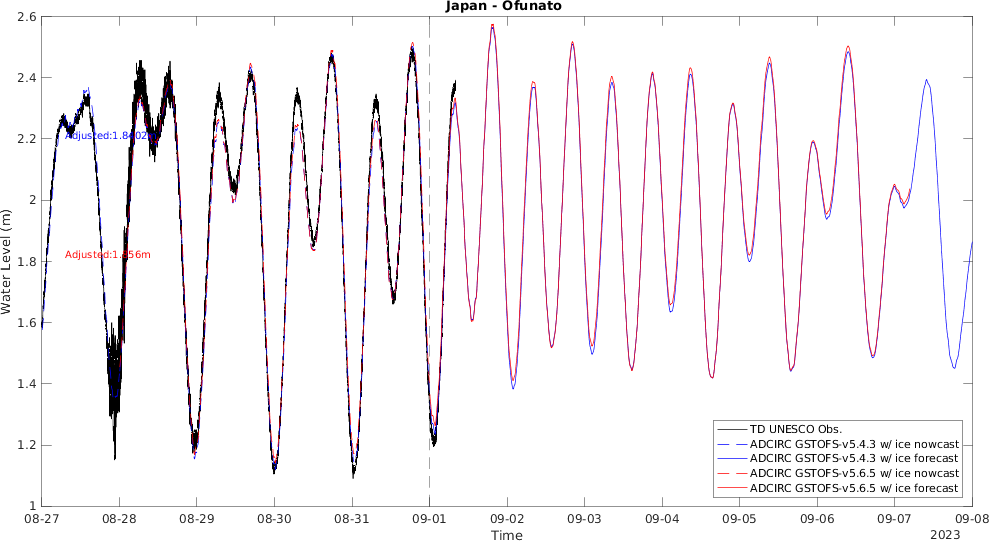 Japan - Ofunato
2.6
2.4
2.2
2
1.8
1.6
1.4
1.2
1
Water Level (m)
Adjusted:1.8402m
Adjusted:1.856m
TD UNESCO Obs.
ADCIRC GSTOFS-v5.4.3 w/ ice nowcast
ADCIRC GSTOFS-v5.4.3 w/ ice forecast
ADCIRC GSTOFS-v5.6.5 w/ ice nowcast
ADCIRC GSTOFS-v5.6.5 w/ ice forecast
08-27 08-28 08-29 08-30 08-31 09-01 09-02 09-03 09-04 09-05 09-06 09-07 09-08
Time
2023